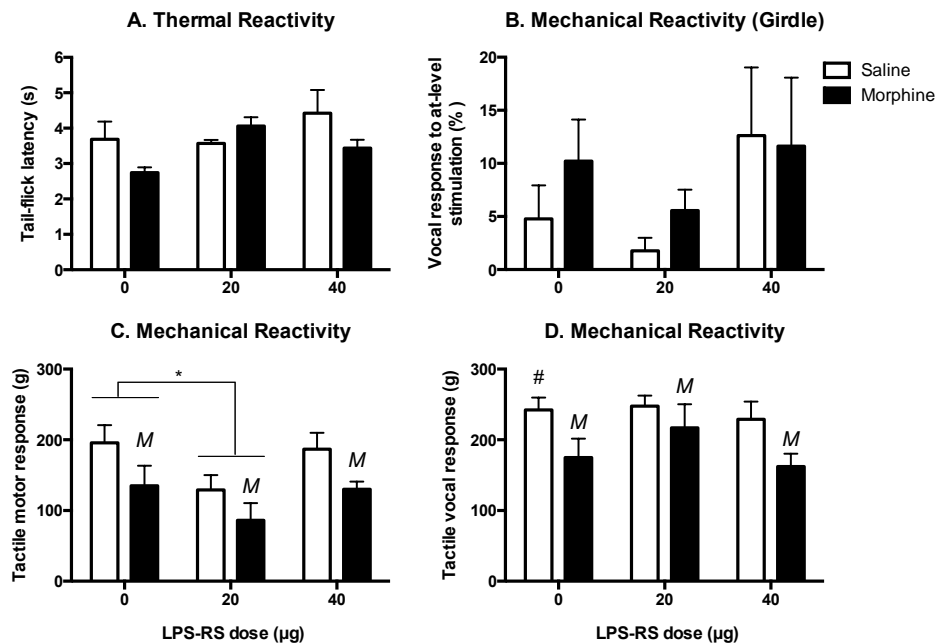 A. Thermal Reactivity
Tail-flick latency (s)
6
5
4
3
2
1
0
0
20
40
B. Mechanical Reactivity (Girdle)
Vocal response to at-level
stimulation (%)
20
15
10
5
0
0
20
40
Saline
Morphine
C. Mechanical Reactivity
Tactile motor response (g)
300
200
100
0
*
M
M
M
0
20
40
LPS-RS dose (µg)
D. Mechanical Reactivity
Tactile vocal response (g)
300
200
100
0
#
M
M
M
0
20
40
LPS-RS dose (µg)